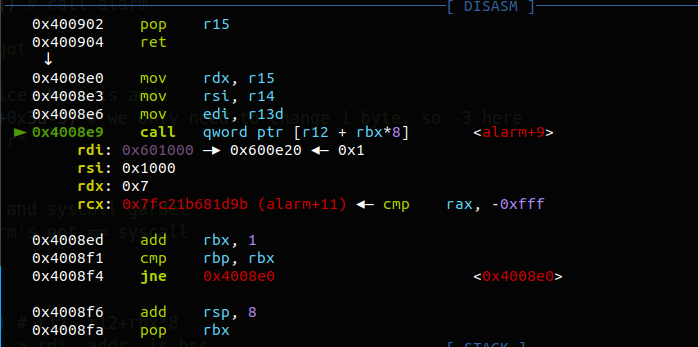 [ DISASM ]
0x400902 pop r15
0x400904 ret
↓
0x4008e0 mov rdx, r15
0x4008e3 mov rsi, r14
0x4008e6 mov edi, r13d
► 0x4008e9 call qword ptr [r12 + rbx*8] <alarm+9>
rdi: 0x601000 —► 0x600e20 ◄— 0x1
rsi: 0x1000
rdx: 0x7
rcx: 0x7fc21b681d9b (alarm+11) ◄— cmp rax, -0xfff
0x4008ed add rbx, 1
0x4008f1 cmp rbp, rbx
0x4008f4 jne 0x4008e0 <0x4008e0>
0x4008f6 add rsp, 8
0x4008fa pop rbx
[ STACK ]